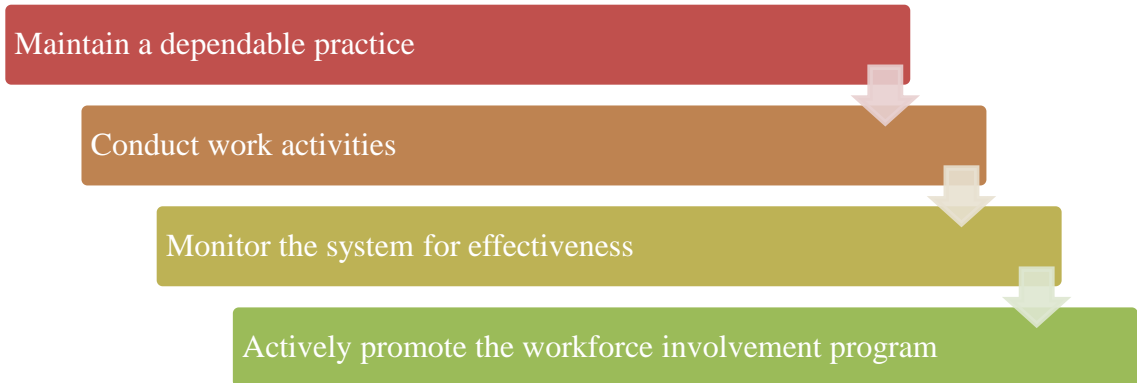 Maintain a dependable practice
Conduct work activities
Monitor the system for effectiveness
Actively promote the workforce involvement program